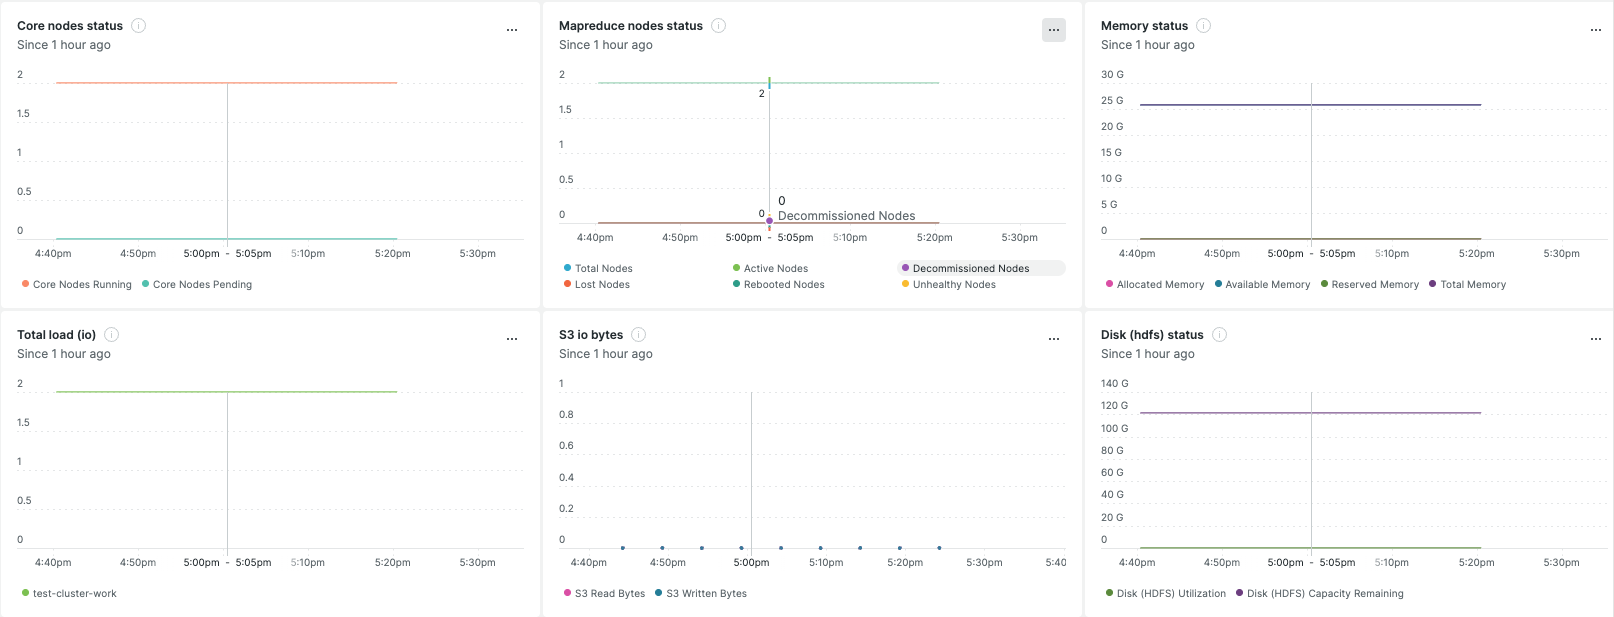 Core nodes status
Since 1 hour ago
...
2
1.5
1
0.5
0
4:40pm 4:50pm 5:00pm - 5:05pm 5:10pm 5:20pm 5:30pm
Core Nodes Running Core Nodes Pending
Mapreduce nodes status
Since 1 hour ago
...
2
2
1.5
1
0.5
0
0
0
Decommissioned Nodes
4:40pm 4:50pm 5:00pm - 5:05pm 5:10pm 5:20pm 5:30pm
Total Nodes Active Nodes Decommissioned Nodes
Lost Nodes Rebooted Nodes Unhealthy Nodes
Memory status
Since 1 hour ago
...
30 G
25 G
20 G
15 G
10 G
5 G
0
4:40pm 4:50pm 5:00pm - 5:05pm 5:10pm 5:20pm 5:30pm
Allocated Memory Available Memory Reserved Memory Total Memory
Total load (io)
Since 1 hour ago
...
2
1.5
1
0.5
0
4:40pm 4:50pm 5:00pm - 5:05pm 5:10pm 5:20pm 5:30pm
test-cluster-work
S3 io bytes
Since 1 hour ago
...
1
0.8
0.6
0.4
0.2
0
4:40pm 4:50pm 5:00pm 5:10pm 5:20pm 5:30pm 5:40
S3 Read Bytes S3 Written Bytes
Disk (hdfs) status
Since 1 hour ago
...
140 G
120 G
100 G
80 G
60 G
40 G
20 G
0
4:40pm 4:50pm 5:00pm - 5:05pm 5:10pm 5:20pm 5:30pm
Disk (HDFS) Utilization Disk (HDFS) Capacity Remaining